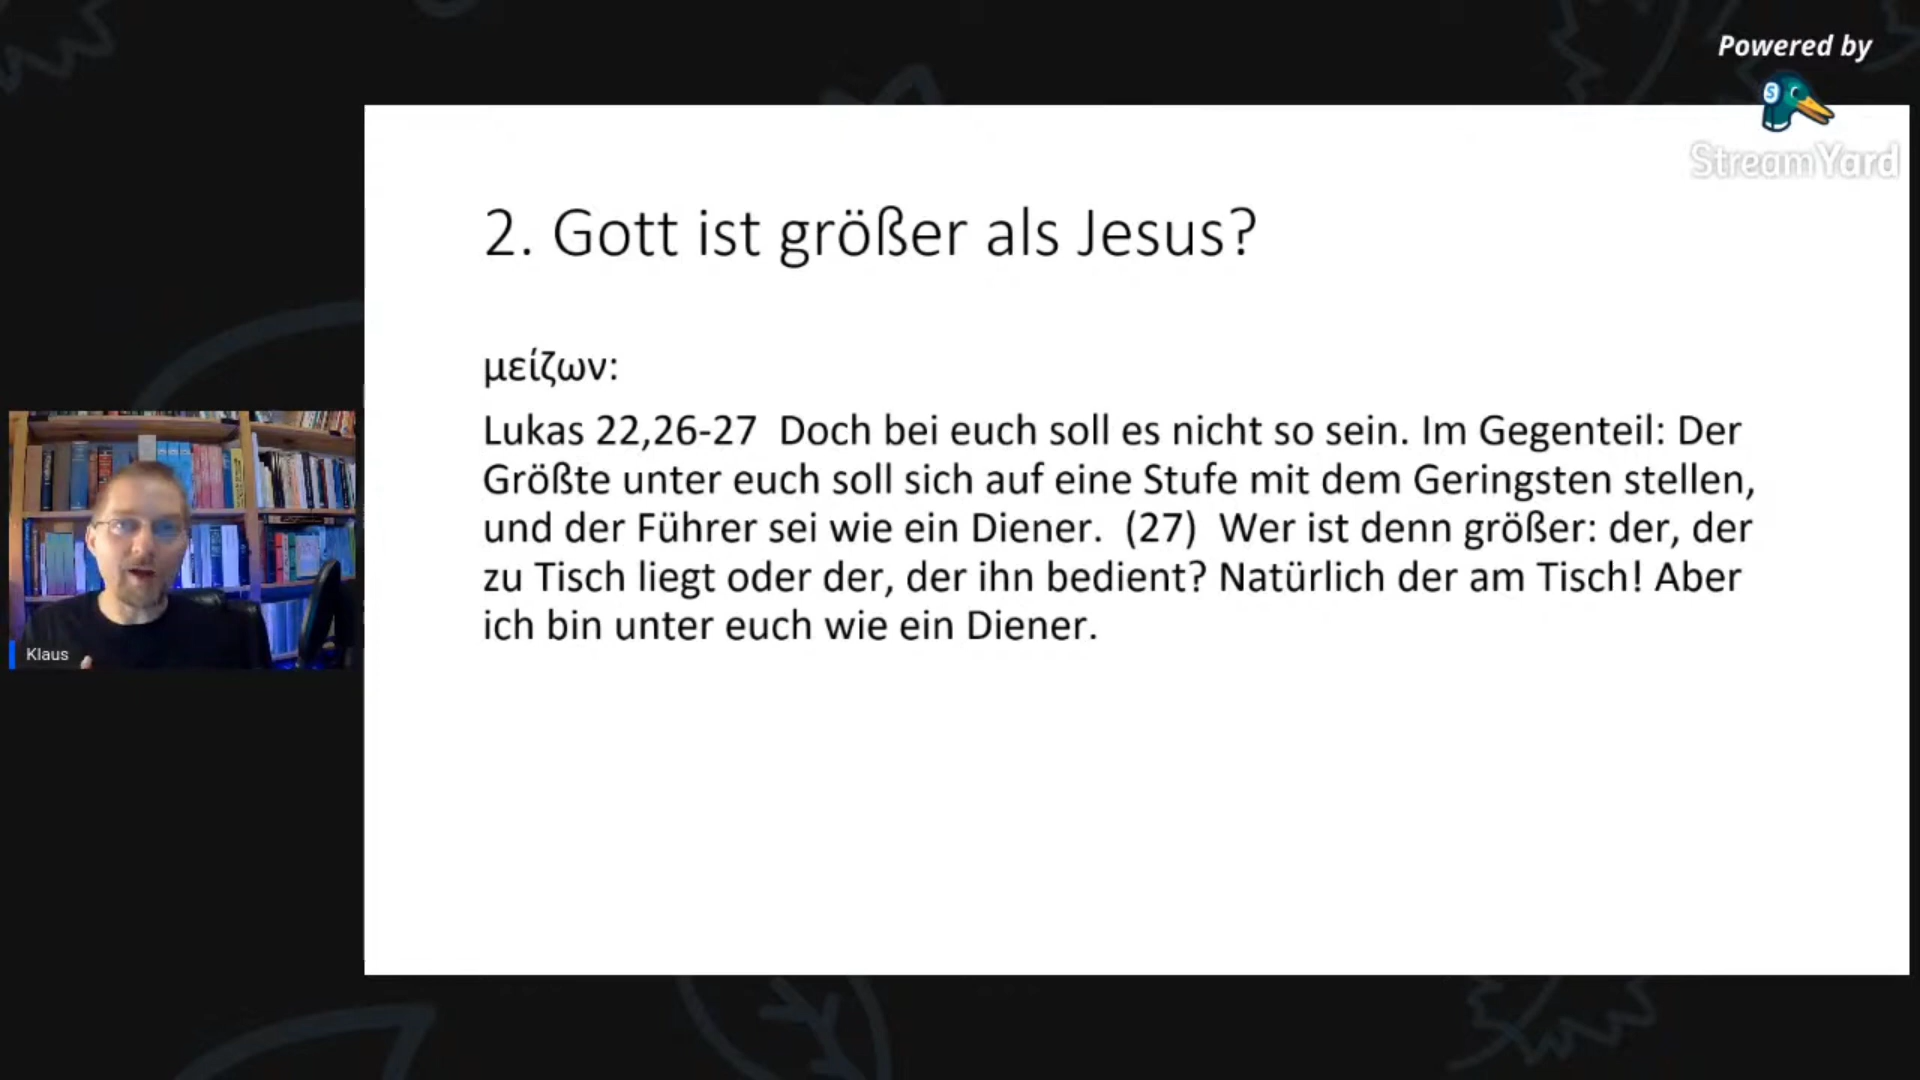 Powered by
StreamYard
2. Gott ist größer als Jesus?
μείζων:
Lukas 22,26-27  Doch bei euch soll es nicht so sein. Im Gegenteil: Der
Größte unter euch soll sich auf eine Stufe mit dem Geringsten stellen,
und der Führer sei wie ein Diener.  (27)  Wer ist denn größer: der, der
zu Tisch liegt oder der, der ihn bedient? Natürlich der am Tisch! Aber
ich bin unter euch wie ein Diener.
Klaus